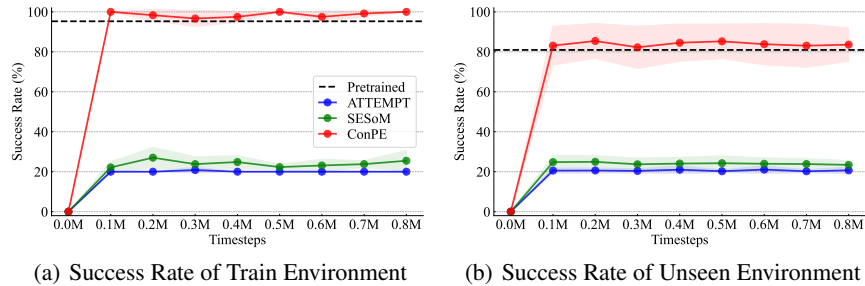 100
80
60
40
20
0
Success Rate (%)
Pretrained
ATTEMPT
SESoM
ConPE
0.0M 0.1M 0.2M 0.3M 0.4M 0.5M 0.6M 0.7M 0.8M
Timesteps
(a) Success Rate of Train Environment
100
80
60
40
20
0
Success Rate (%)
0.0M 0.1M 0.2M 0.3M 0.4M 0.5M 0.6M 0.7M 0.8M
Timesteps
(b) Success Rate of Unseen Environment